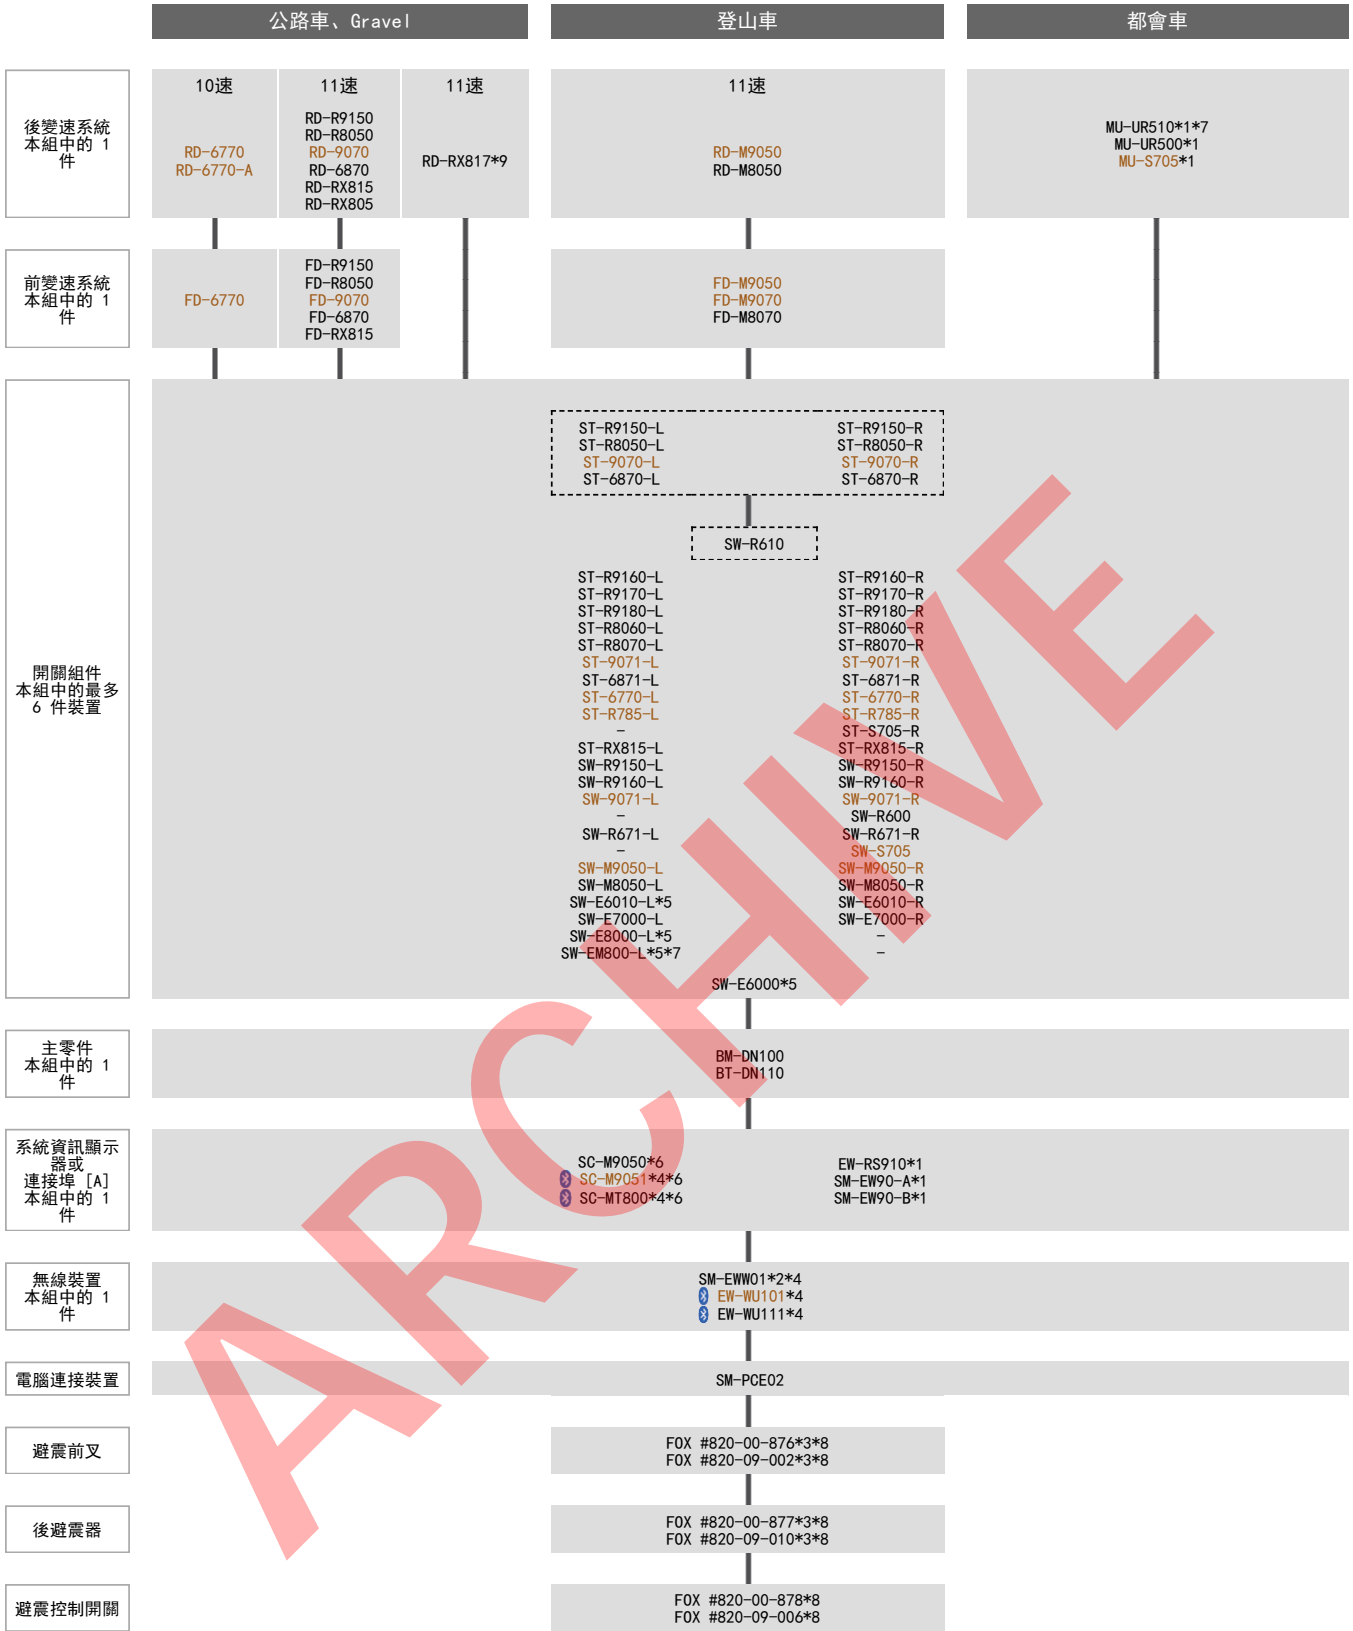 公路車、Gravel
登山車
都會車
後變速系統
本組中的 1
件
10速
RD-6770
RD-6770-A
11速
RD-R9150
RD-R8050
RD-9070
RD-6870
RD-RX815
RD-RX805
11速
RD-RX817*9
11速
RD-M9050
RD-M8050
MU-UR510*1*7
MU-UR500*1
MU-S705*1
前變速系統
本組中的 1
件
FD-6770
FD-R9150
FD-R8050
FD-9070
FD-6870
FD-RX815
FD-M9050
FD-M9070
FD-M8070
開關組件
本組中的最多
6 件裝置
ST-R9150-L ST-R9150-R
ST-R8050-L ST-R8050-R
ST-9070-L ST-9070-R
ST-6870-L ST-6870-R
SW-R610
ST-R9160-L ST-R9160-R
ST-R9170-L ST-R9170-R
ST-R9180-L ST-R9180-R
ST-R8060-L ST-R8060-R
ST-R8070-L ST-R8070-R
ST-9071-L ST-9071-R
ST-6871-L ST-6871-R
ST-6770-L ST-6770-R
ST-R785-L ST-R785-R
- ST-S705-R
ST-RX815-L ST-RX815-R
SW-R9150-L SW-R9150-R
SW-R9160-L SW-R9160-R
SW-9071-L SW-9071-R
- SW-R600
SW-R671-L SW-R671-R
- SW-S705
SW-M9050-L SW-M9050-R
SW-M8050-L SW-M8050-R
SW-E6010-L*5 SW-E6010-R
SW-E7000-L SW-E7000-R
SW-E8000-L*5 -
SW-EM800-L*5*7 -
SW-E6000*5
主零件
本組中的 1
件
BM-DN100
BT-DN110
系統資訊顯示
器或
連接埠 [A]
本組中的 1
件
SC-M9050*6
SC-M9051*4*6
SC-MT800*4*6
EW-RS910*1
SM-EW90-A*1
SM-EW90-B*1
無線裝置
本組中的 1
件
SM-EWW01*2*4
EW-WU101*4
EW-WU111*4
電腦連接裝置
SM-PCE02
避震前叉
FOX #820-00-876*3*8
FOX #820-09-002*3*8
後避震器
FOX #820-00-877*3*8
FOX #820-09-010*3*8
避震控制開關
FOX #820-00-878*8
FOX #820-09-006*8
ARCHIVE